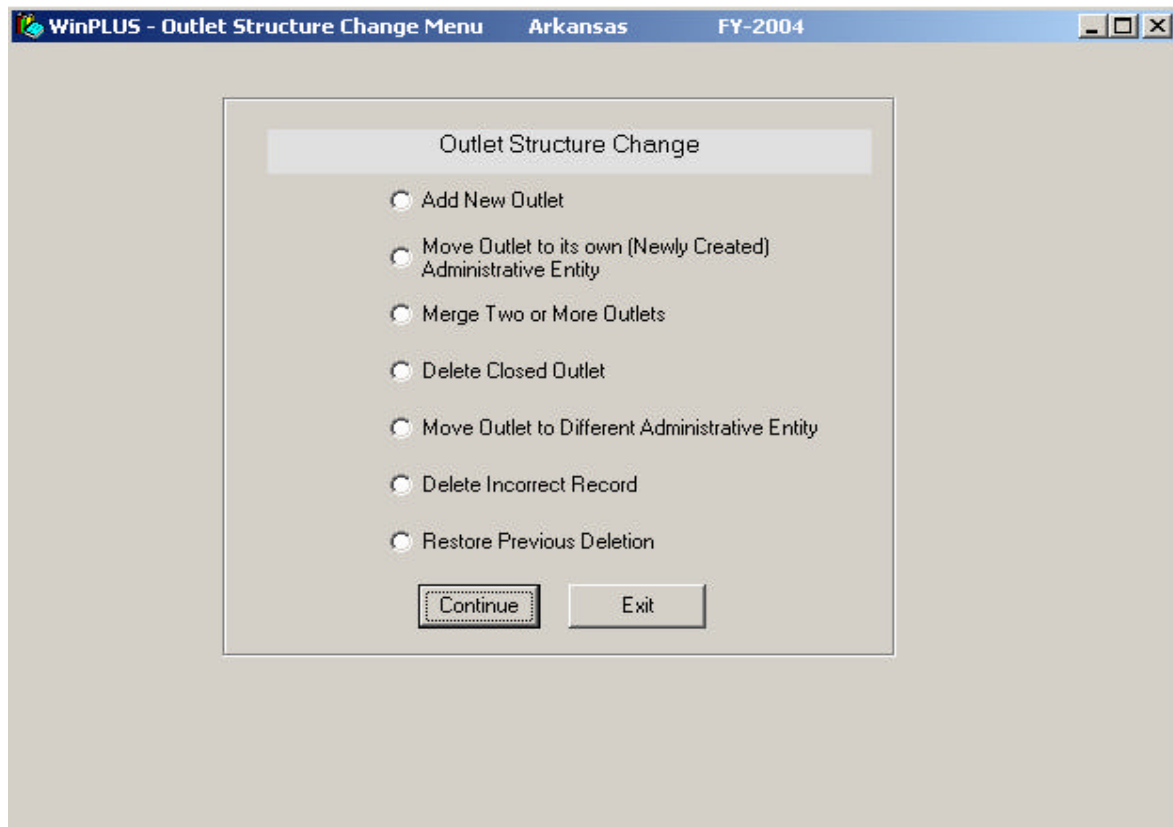 WinPLUS - Outlet Structure Change Menu Arkansas FY-2004
Outlet Structure Change
Add New Outlet
Move Outlet to its own (Newly Created)
Administrative Entity
Merge Two or More Outlets
Delete Closed Outlet
Move Outlet to Different Administrative Entity
Delete Incorrect Record
Restore Previous Deletion
Continue Exit